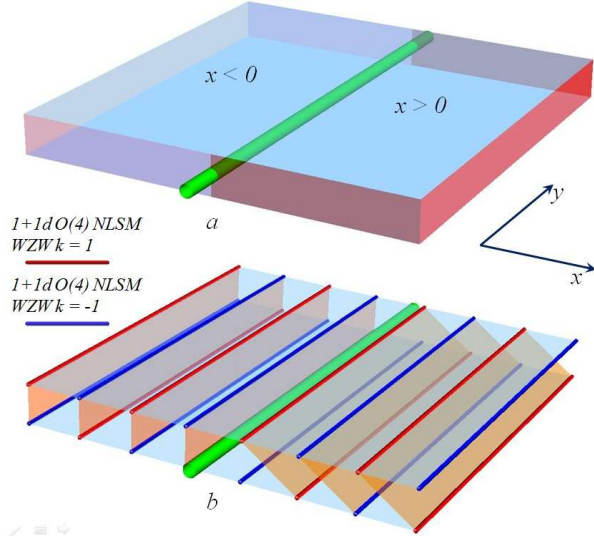 x < 0
x > 0
a
y
x
1+1d O(4) NLSM
WZW k = 1
1+1d O(4) NLSM
WZW k = -1
b